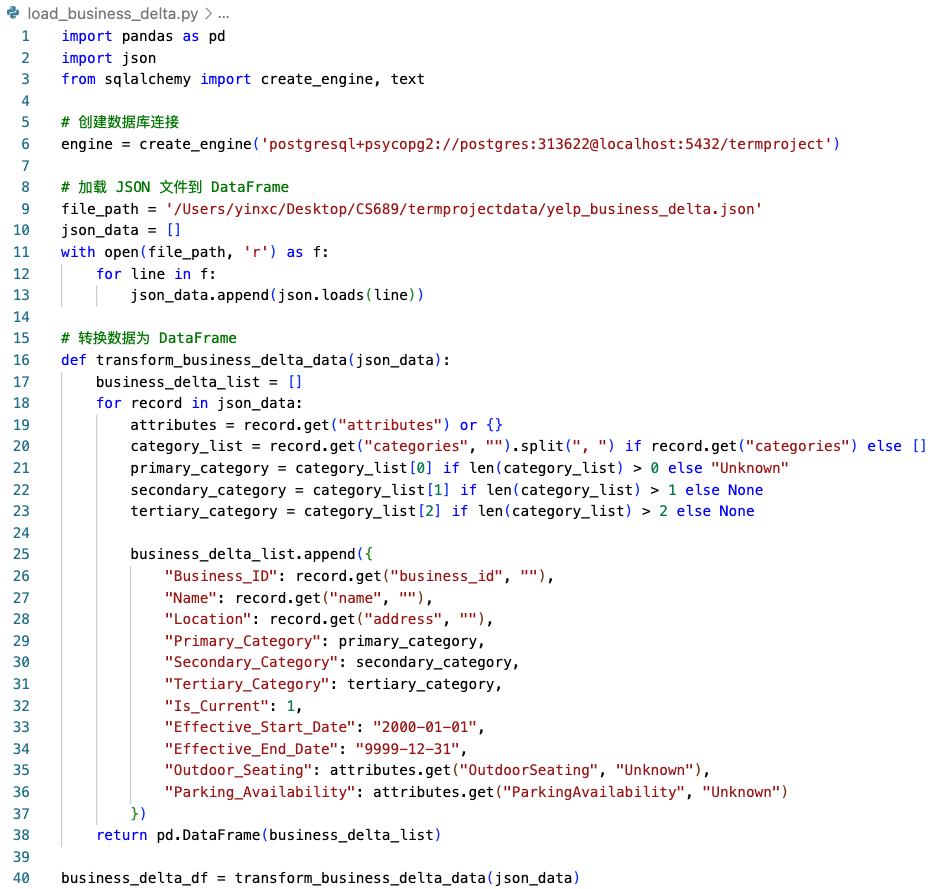 load_business_delta.py > ...
1 import pandas as pd
2 import json
3 from sqlalchemy import create_engine, text
4
5 # 创建数据库连接
6 engine = create_engine('postgresql+psycopg2://postgres:313622@localhost:5432/termproject')
7
8 # 加载 JSON 文件到 DataFrame
9 file_path = '/Users/yinxc/Desktop/CS689/termprojectdata/yelp_business_delta.json'
10 json_data = []
11 with open(file_path, 'r') as f:
12     for line in f:
13         json_data.append(json.loads(line))
14
15 # 转换数据为 DataFrame
16 def transform_business_delta_data(json_data):
17     business_delta_list = []
18     for record in json_data:
19         attributes = record.get("attributes") or {}
20         category_list = record.get("categories", "").split(", ") if record.get("categories") else []
21         primary_category = category_list[0] if len(category_list) > 0 else "Unknown"
22         secondary_category = category_list[1] if len(category_list) > 1 else None
23         tertiary_category = category_list[2] if len(category_list) > 2 else None
24
25         business_delta_list.append({
26             "Business_ID": record.get("business_id", ""),
27             "Name": record.get("name", ""),
28             "Location": record.get("address", ""),
29             "Primary_Category": primary_category,
30             "Secondary_Category": secondary_category,
31             "Tertiary_Category": tertiary_category,
32             "Is_Current": 1,
33             "Effective_Start_Date": "2000-01-01",
34             "Effective_End_Date": "9999-12-31",
35             "Outdoor_Seating": attributes.get("OutdoorSeating", "Unknown"),
36             "Parking_Availability": attributes.get("ParkingAvailability", "Unknown")
37         })
38     return pd.DataFrame(business_delta_list)
39
40 business_delta_df = transform_business_delta_data(json_data)